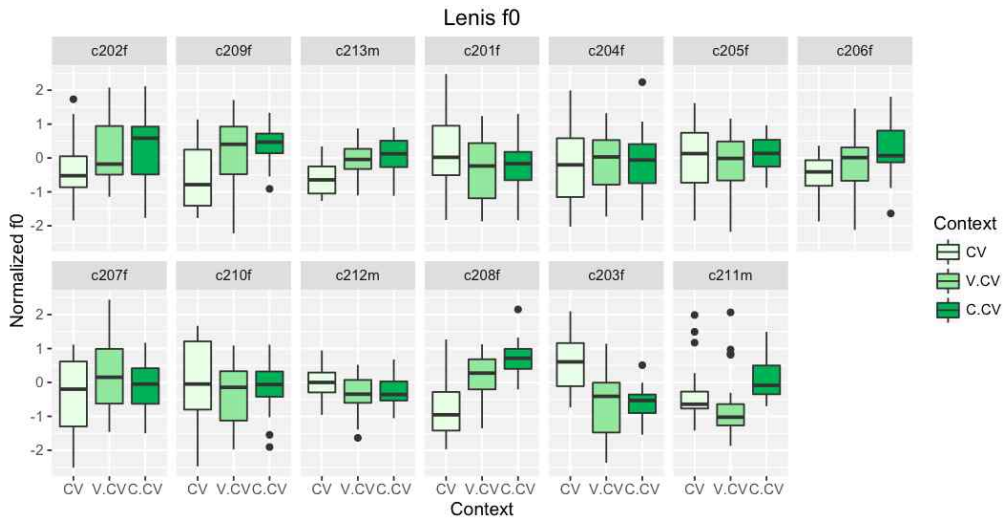 Lenis f0
c202f c209f c213m c201f c204f c205f c206f
2
1
0
-1
-2
Normalized f0
Context
CV
V.CV
C.CV
c207f c210f c212m c208f c203f c211m
2
1
0
-1
-2
CV V.CV C.CV CV V.CV C.CV CV V.CV C.CV CV V.CV C.CV CV V.CV C.CV CV V.CV C.CV
Context